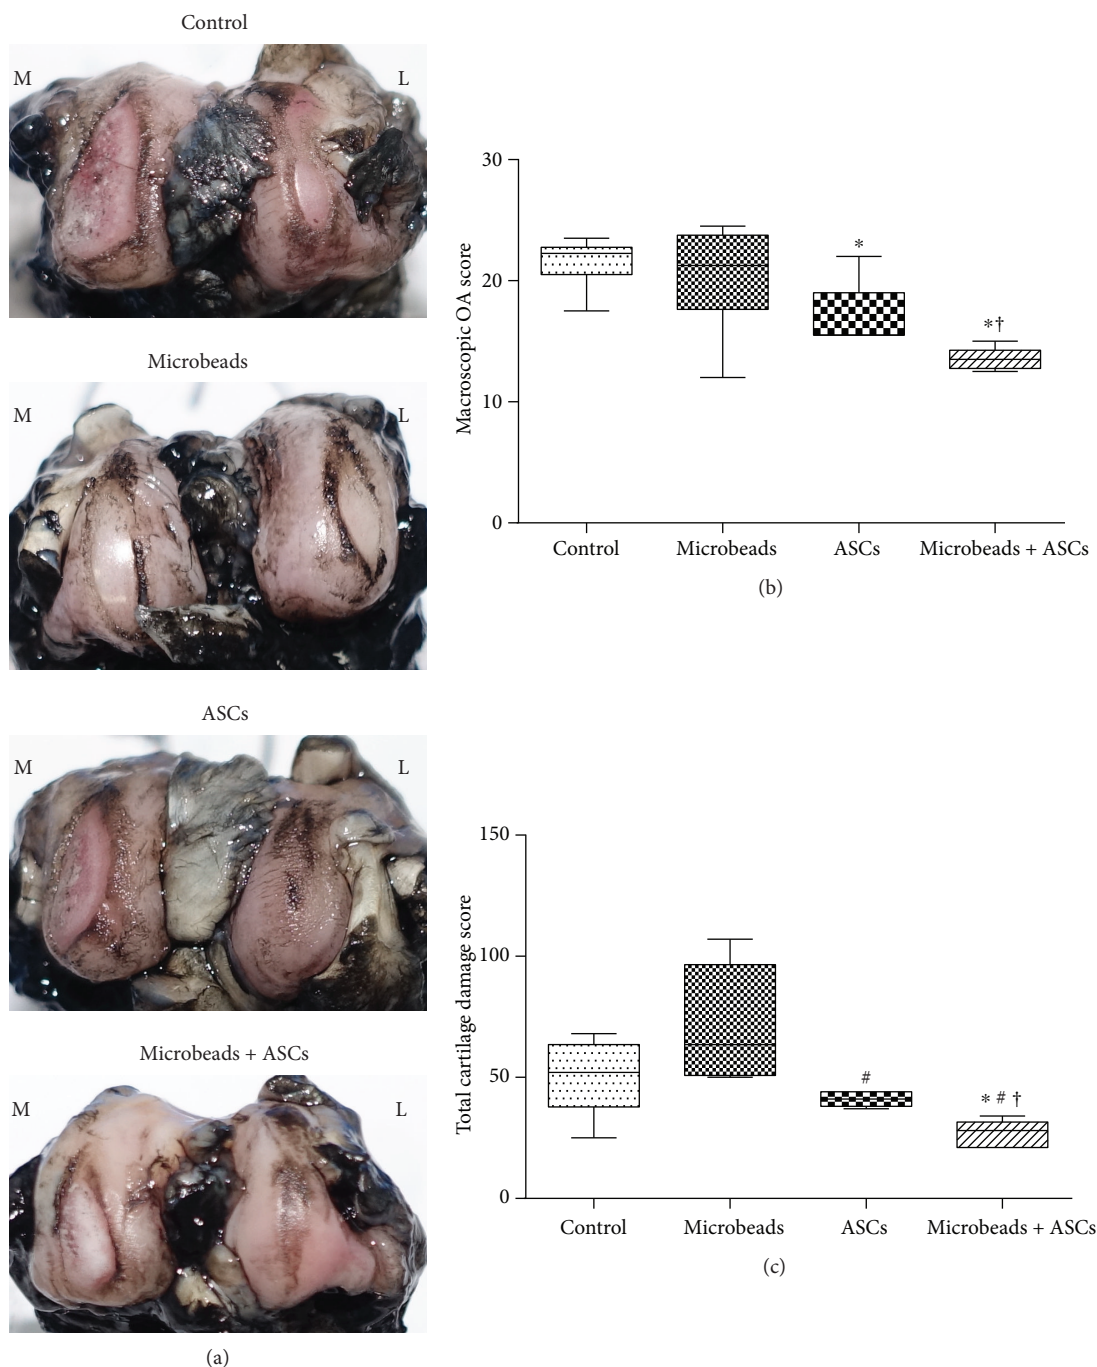 Control
M L
Microbeads
M L
ASCs
M L
Microbeads + ASCs
M L
(a)
Macroscopic OA score
30
20
10
0
*
*†
Control Microbeads ASCs Microbeads + ASCs
(b)
Total cartilage damage score
150
100
50
0
#
* # †
Control Microbeads ASCs Microbeads + ASCs
(c)